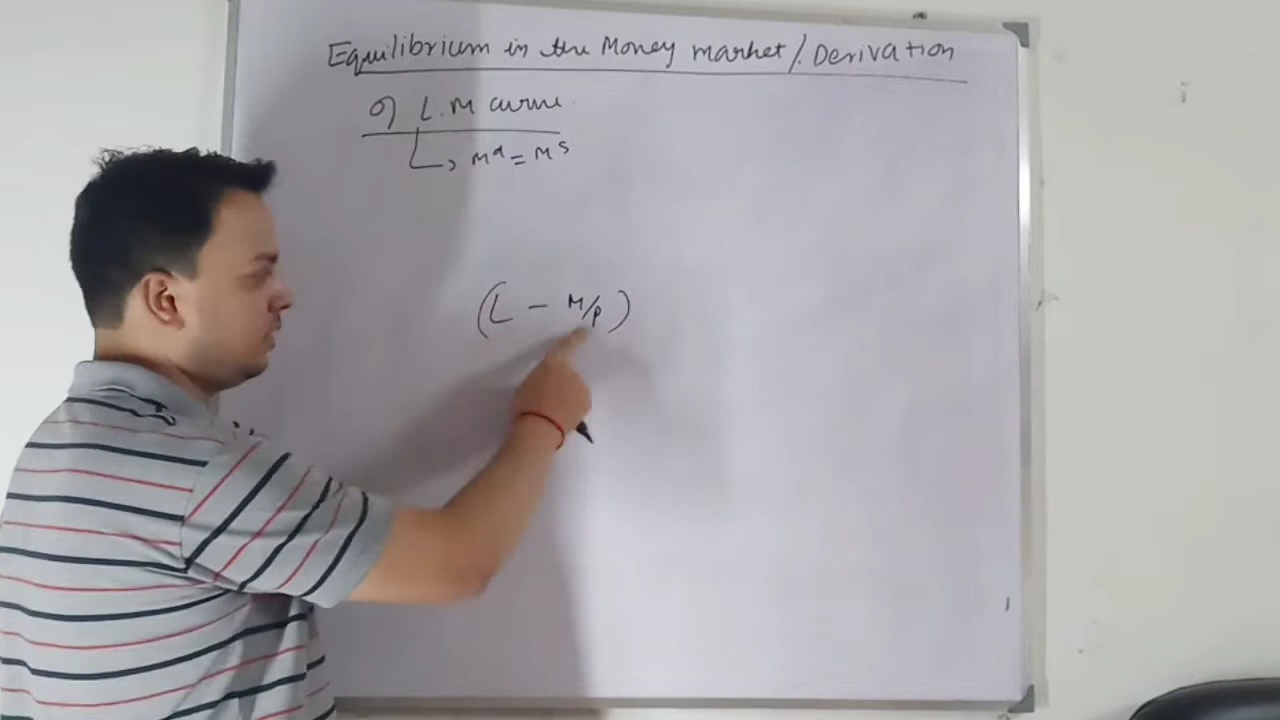 Equilibrium in the Money market/ Derivation
of L.M curve.
↳ Mᵈ = Mˢ
(L - M/P)